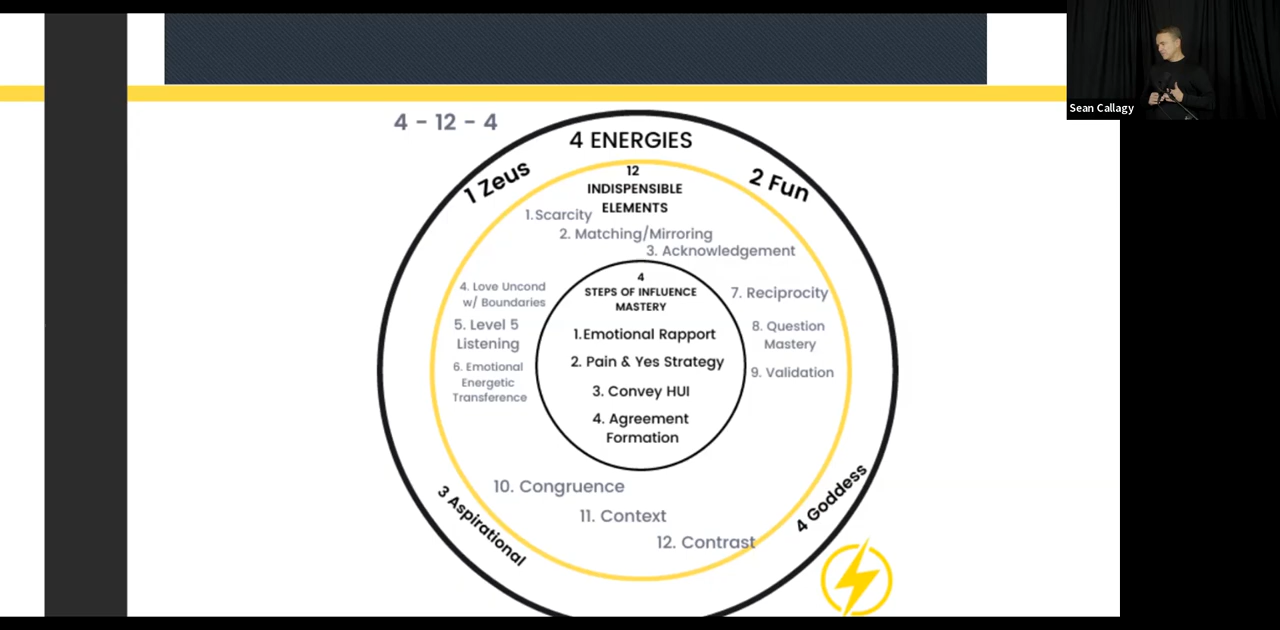 Sean Callagy
4 - 12 - 4
4 ENERGIES
1 Zeus
2 Fun
12
INDISPENSIBLE
ELEMENTS
1.Scarcity
2. Matching/Mirroring
3. Acknowledgement
4. Love Uncond
w/ Boundaries
5. Level 5
Listening
6. Emotional
Energetic
Transference
4
STEPS OF INFLUENCE
MASTERY
1.Emotional Rapport
2. Pain & Yes Strategy
3. Convey HUI
4. Agreement
Formation
7. Reciprocity
8. Question
Mastery
9. Validation
10. Congruence
11. Context
12. Contrast
3 Aspirational
4 Goddess